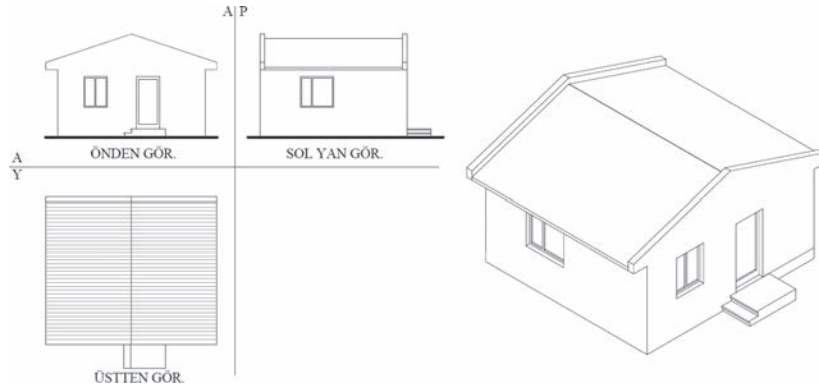 A P
ÖNDEN GÖR.
SOL YAN GÖR.
A
Y
ÜSTTEN GÖR.